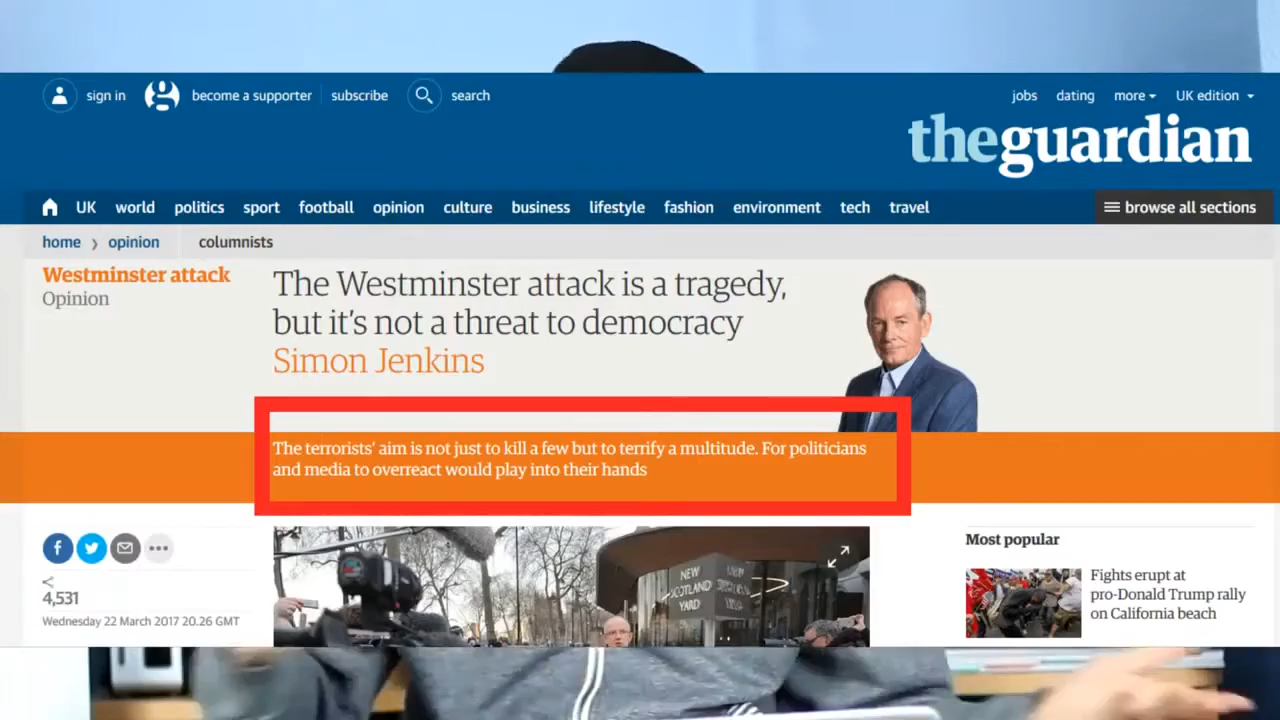 sign in
become a supporter
subscribe
search
jobs
dating
more
UK edition
theguardian
UK
world
politics
sport
football
opinion
culture
business
lifestyle
fashion
environment
tech
travel
browse all sections
home
opinion
columnists
Westminster attack
Opinion
The Westminster attack is a tragedy,
but it's not a threat to democracy
Simon Jenkins
The terrorists' aim is not just to kill a few but to terrify a multitude. For politicians
and media to overreact would play into their hands
4,531
Wednesday 22 March 2017 20.26 GMT
NEW
SCOTLAND
YARD
Most popular
Fights erupt at
pro-Donald Trump rally
on California beach